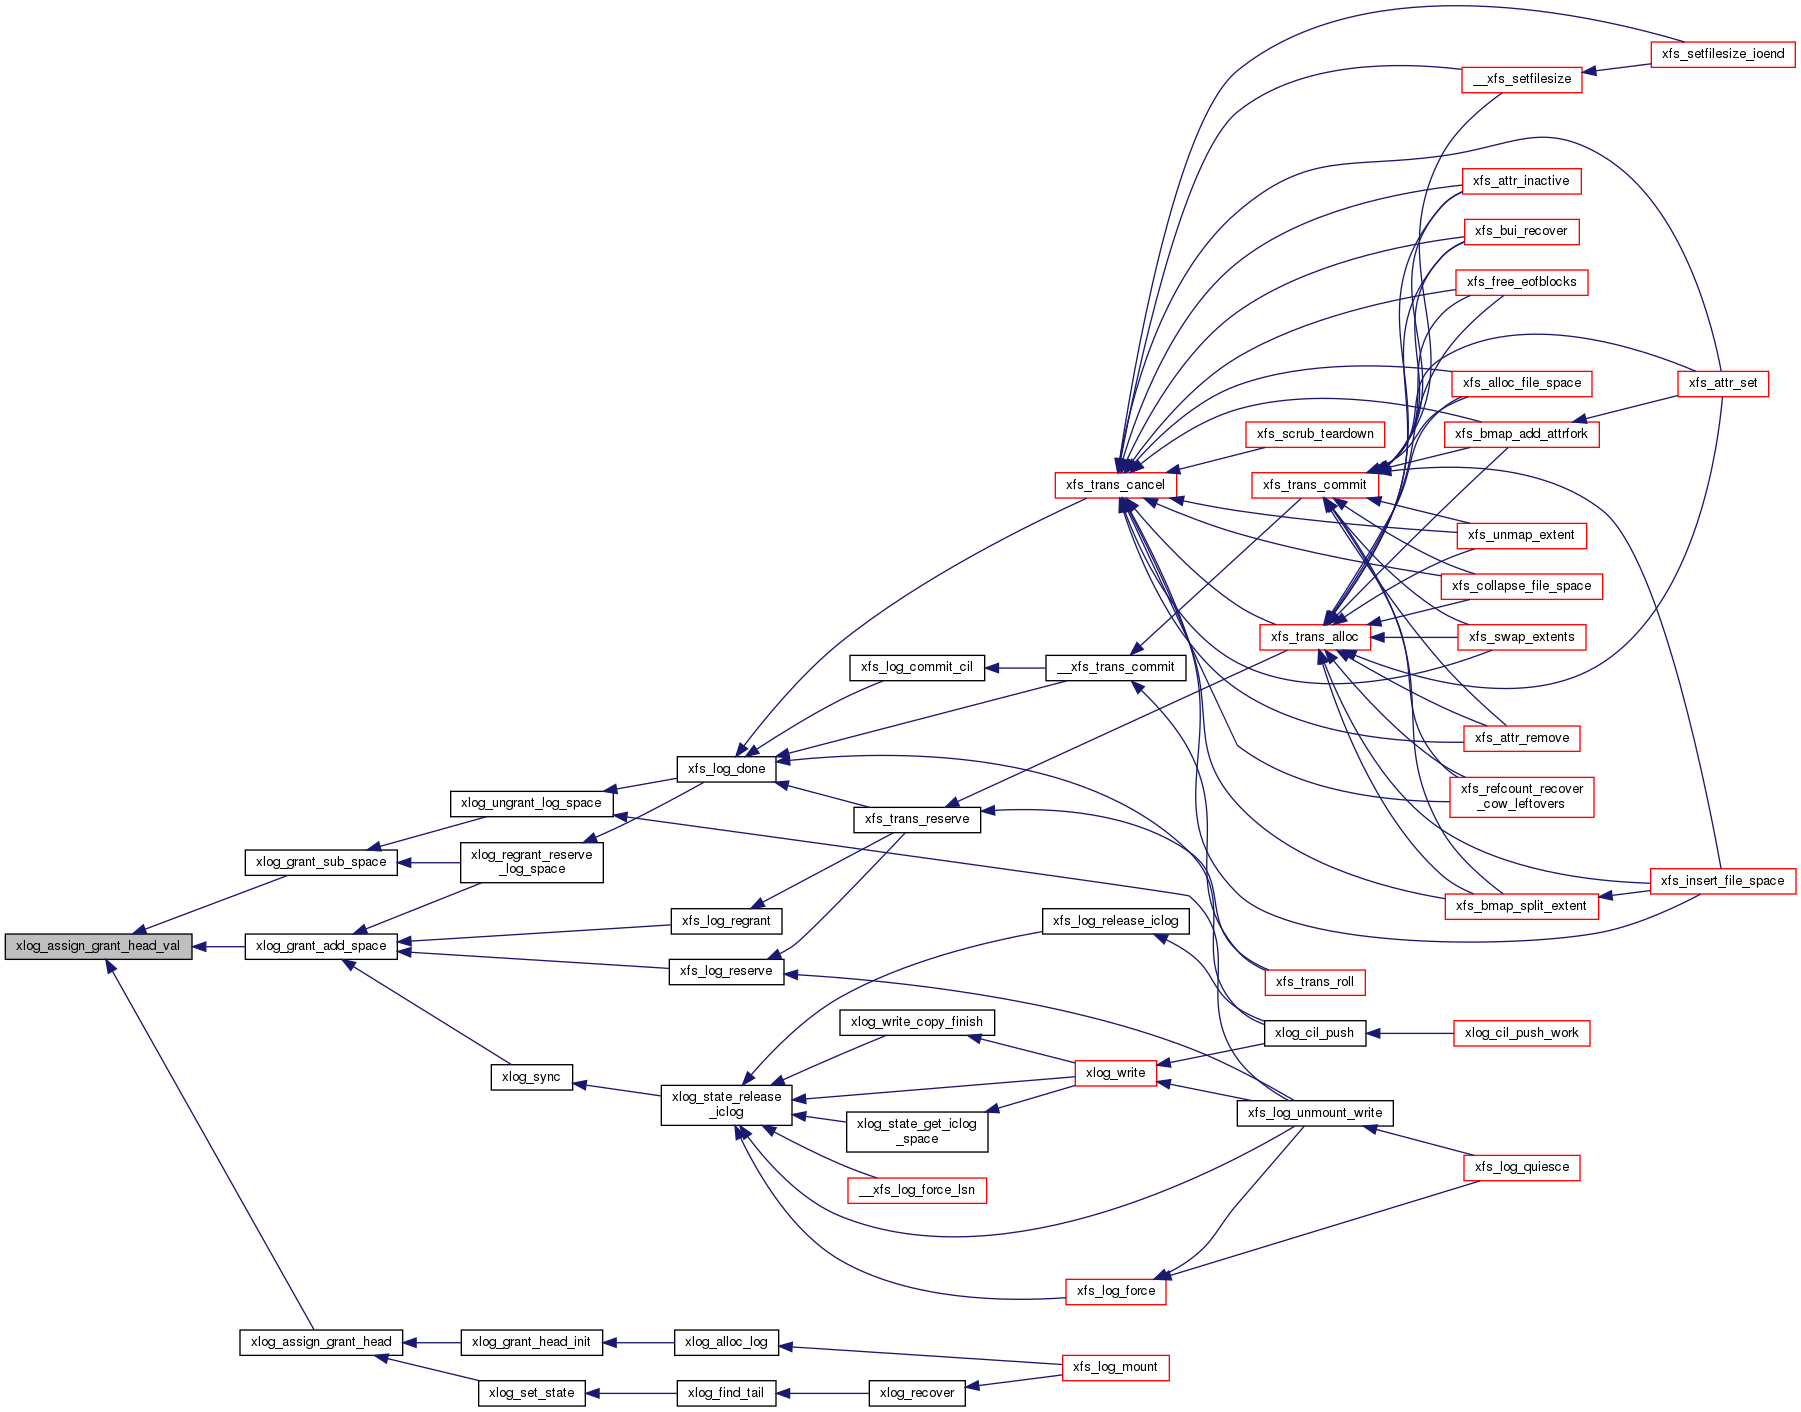 xfs_setfilesize_ioend
__xfs_setfilesize
xfs_attr_inactive
xfs_bui_recover
xfs_free_eofblocks
xfs_alloc_file_space
xfs_attr_set
xfs_scrub_teardown
xfs_bmap_add_attrfork
xfs_trans_cancel
xfs_trans_commit
xfs_unmap_extent
xfs_collapse_file_space
xfs_trans_alloc
xfs_swap_extents
xfs_log_commit_cil
__xfs_trans_commit
xfs_attr_remove
xfs_log_done
xfs_refcount_recover
_cow_leftovers
xlog_ungrant_log_space
xfs_trans_reserve
xlog_grant_sub_space
xlog_regrant_reserve
_log_space
xfs_insert_file_space
xfs_bmap_split_extent
xfs_log_regrant
xfs_log_release_iclog
xlog_assign_grant_head_val
xlog_grant_add_space
xfs_log_reserve
xfs_trans_roll
xlog_write_copy_finish
xlog_cil_push
xlog_cil_push_work
xlog_sync
xlog_write
xlog_state_release
_iclog
xfs_log_unmount_write
xlog_state_get_iclog
_space
xfs_log_quiesce
__xfs_log_force_lsn
xfs_log_force
xlog_assign_grant_head
xlog_grant_head_init
xlog_alloc_log
xfs_log_mount
xlog_set_state
xlog_find_tail
xlog_recover